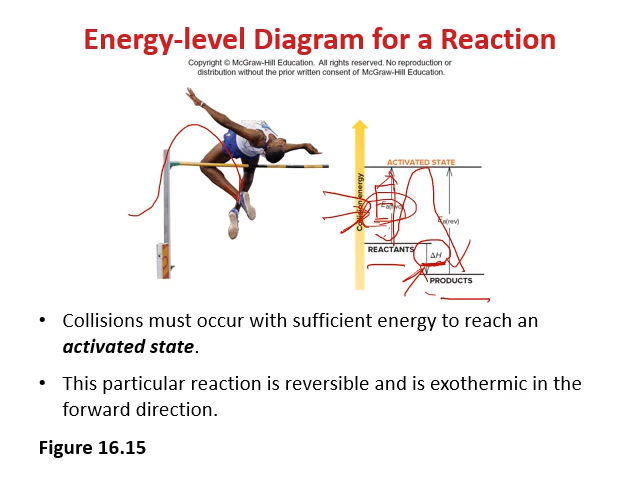 Energy-level Diagram for a Reaction
Copyright © McGraw-Hill Education. All rights reserved. No reproduction or
distribution without the prior written consent of McGraw-Hill Education.
ACTIVATED STATE
Collision energy
Ea(rev)
REACTANTS
ΔH
PRODUCTS
• Collisions must occur with sufficient energy to reach an
activated state.
• This particular reaction is reversible and is exothermic in the
forward direction.
Figure 16.15